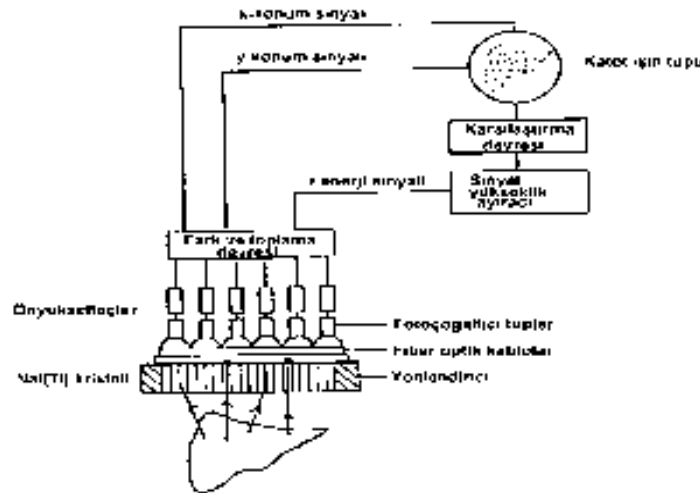 x-konum sinyali
y konum sinyali
Katot ışın tüpü
Karşılaştırma
devresi
Enerji sinyali
Sinyal
yükseklik
ayıracı
Fark ve toplama
devresi
Önyükselteçler
Fotoçoğaltıcı tüpler
Fiber optik kablolar
NaI(Tl) kristali
Yönlendirici